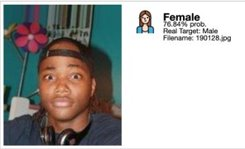 Female
76.84% prob.
Real Target: Male
Filename: 190128.jpg